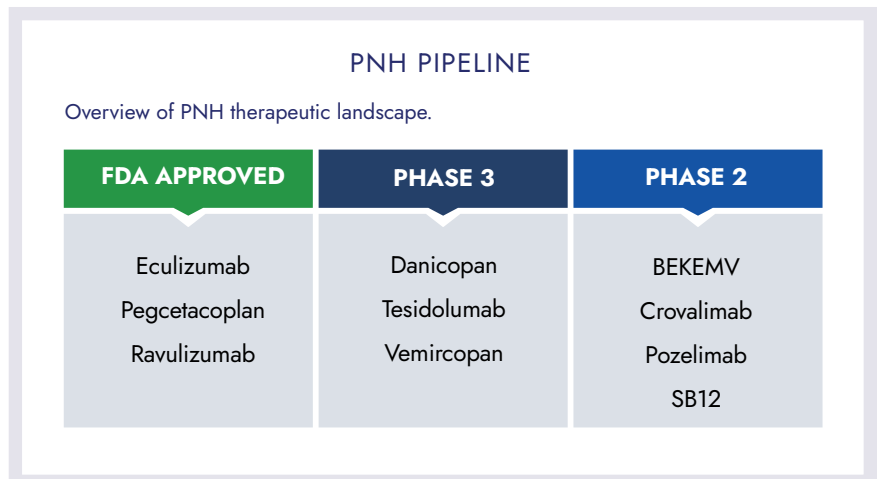 PNH PIPELINE
Overview of PNH therapeutic landscape.
FDA APPROVED
Eculizumab
Pegcetacoplan
Ravulizumab
PHASE 3
Danicopan
Tesidolumab
Vemircopan
PHASE 2
BEKEMV
Crovalimab
Pozelimab
SB12